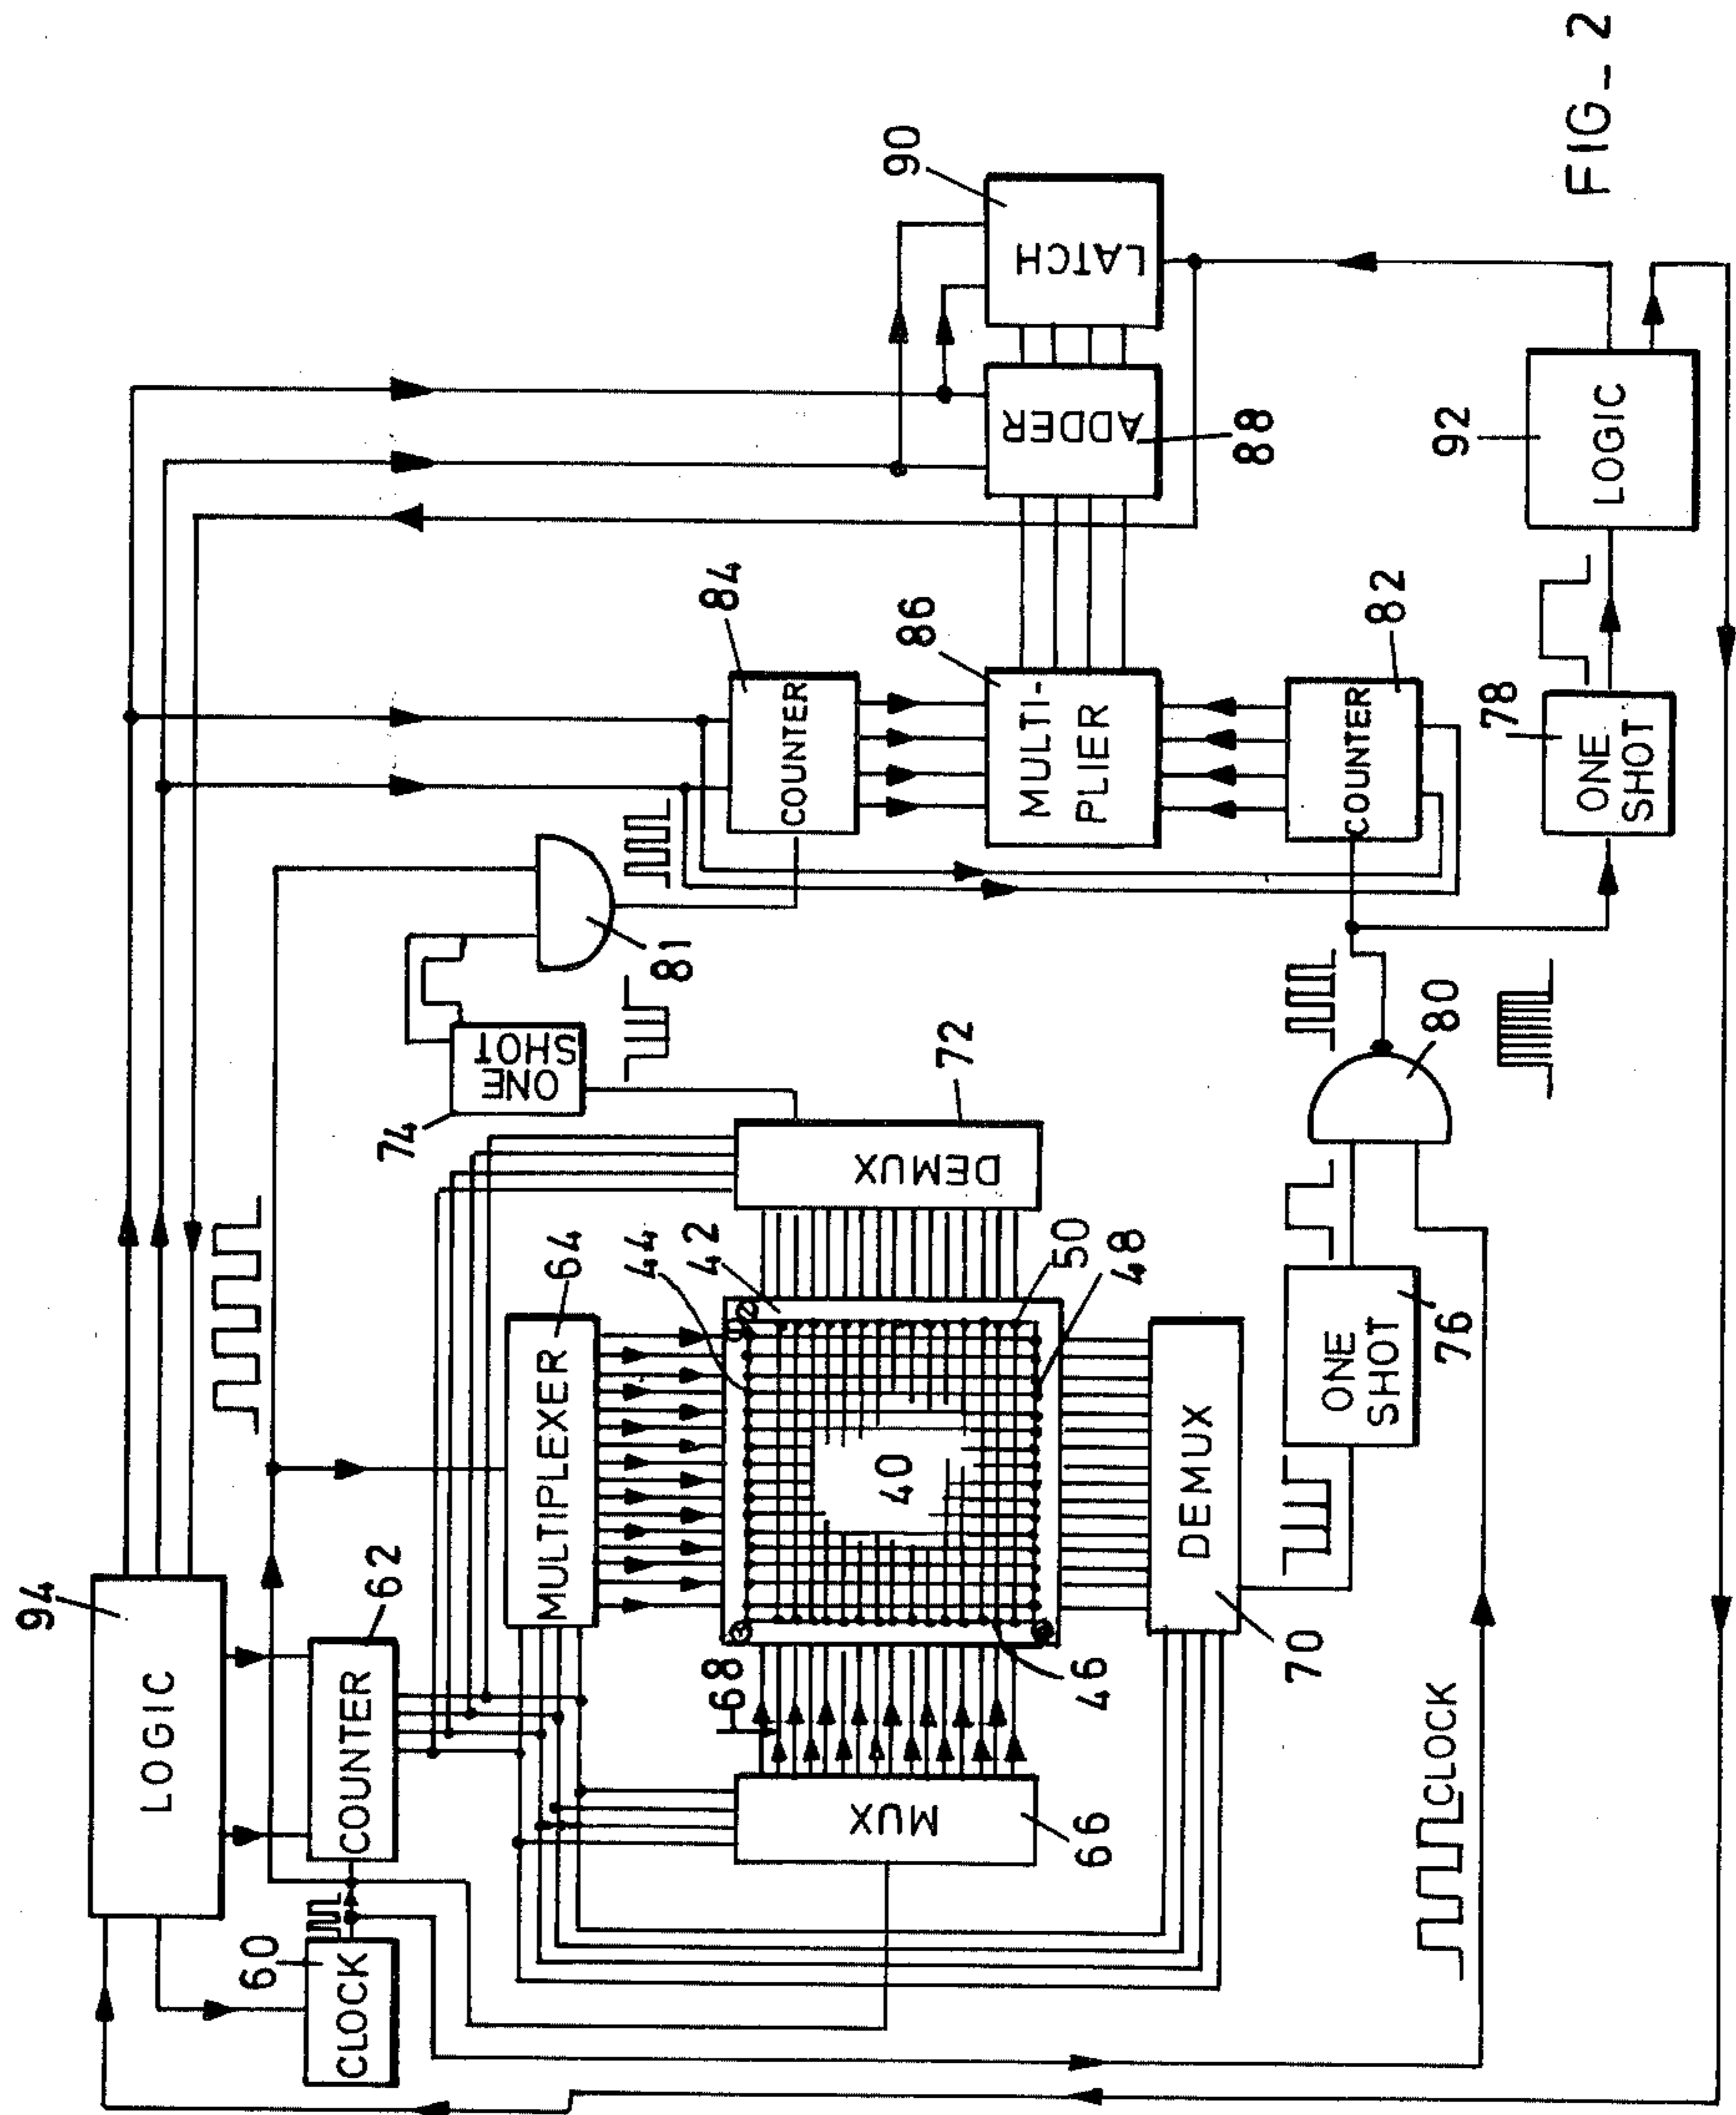 94
LOGIC
60
CLOCK
62
COUNTER
64
MULTIPLEXER
44
42
68
MUX
66
40
46
50
48
72
DEMUX
DEMUX
70
74
ONE
SHOT
81
ONE
SHOT
76
80
CLOCK
84
COUNTER
86
MULTI-
PLIER
82
COUNTER
78
ONE
SHOT
88
ADDER
90
LATCH
92
LOGIC
FIG_2